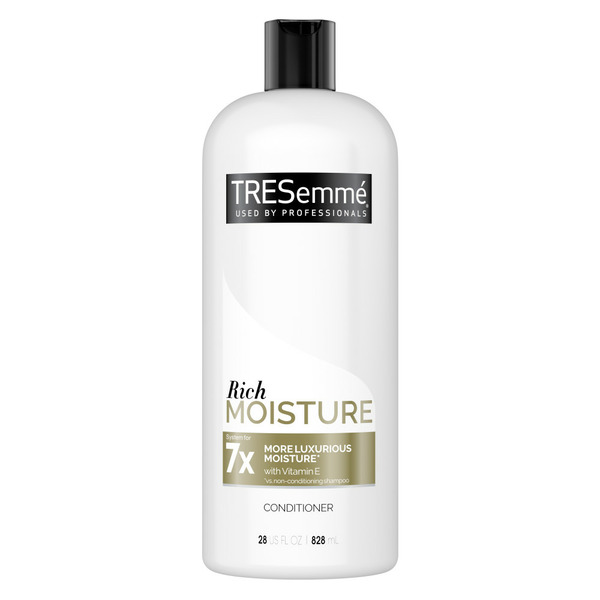 TRESemmé®
USED BY PROFESSIONALS
Rich
MOISTURE
System for
7x
MORE LUXURIOUS
MOISTURE*
with Vitamin E
*vs. non-conditioning shampoo
CONDITIONER
28 US FL OZ | 828 mL